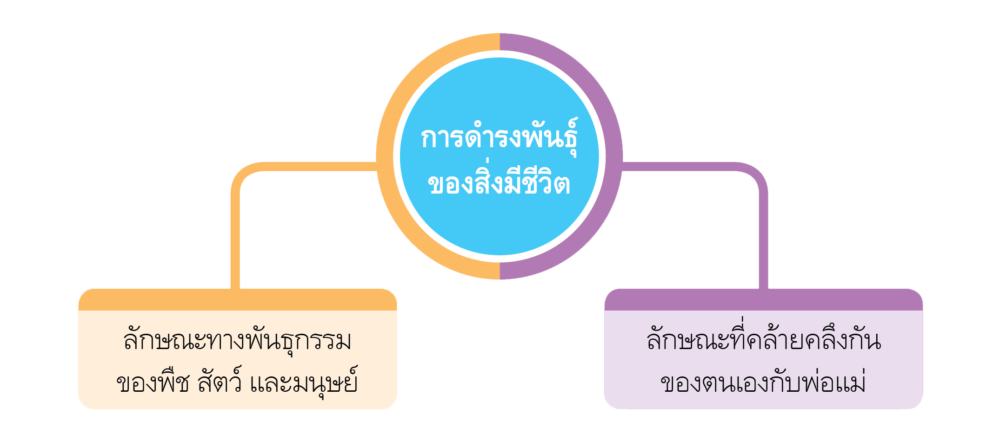 การดำรงพันธุ์
ของสิ่งมีชีวิต
ลักษณะทางพันธุกรรม
ของพืช สัตว์ และมนุษย์
ลักษณะที่คล้ายคลึงกัน
ของตนเองกับพ่อแม่